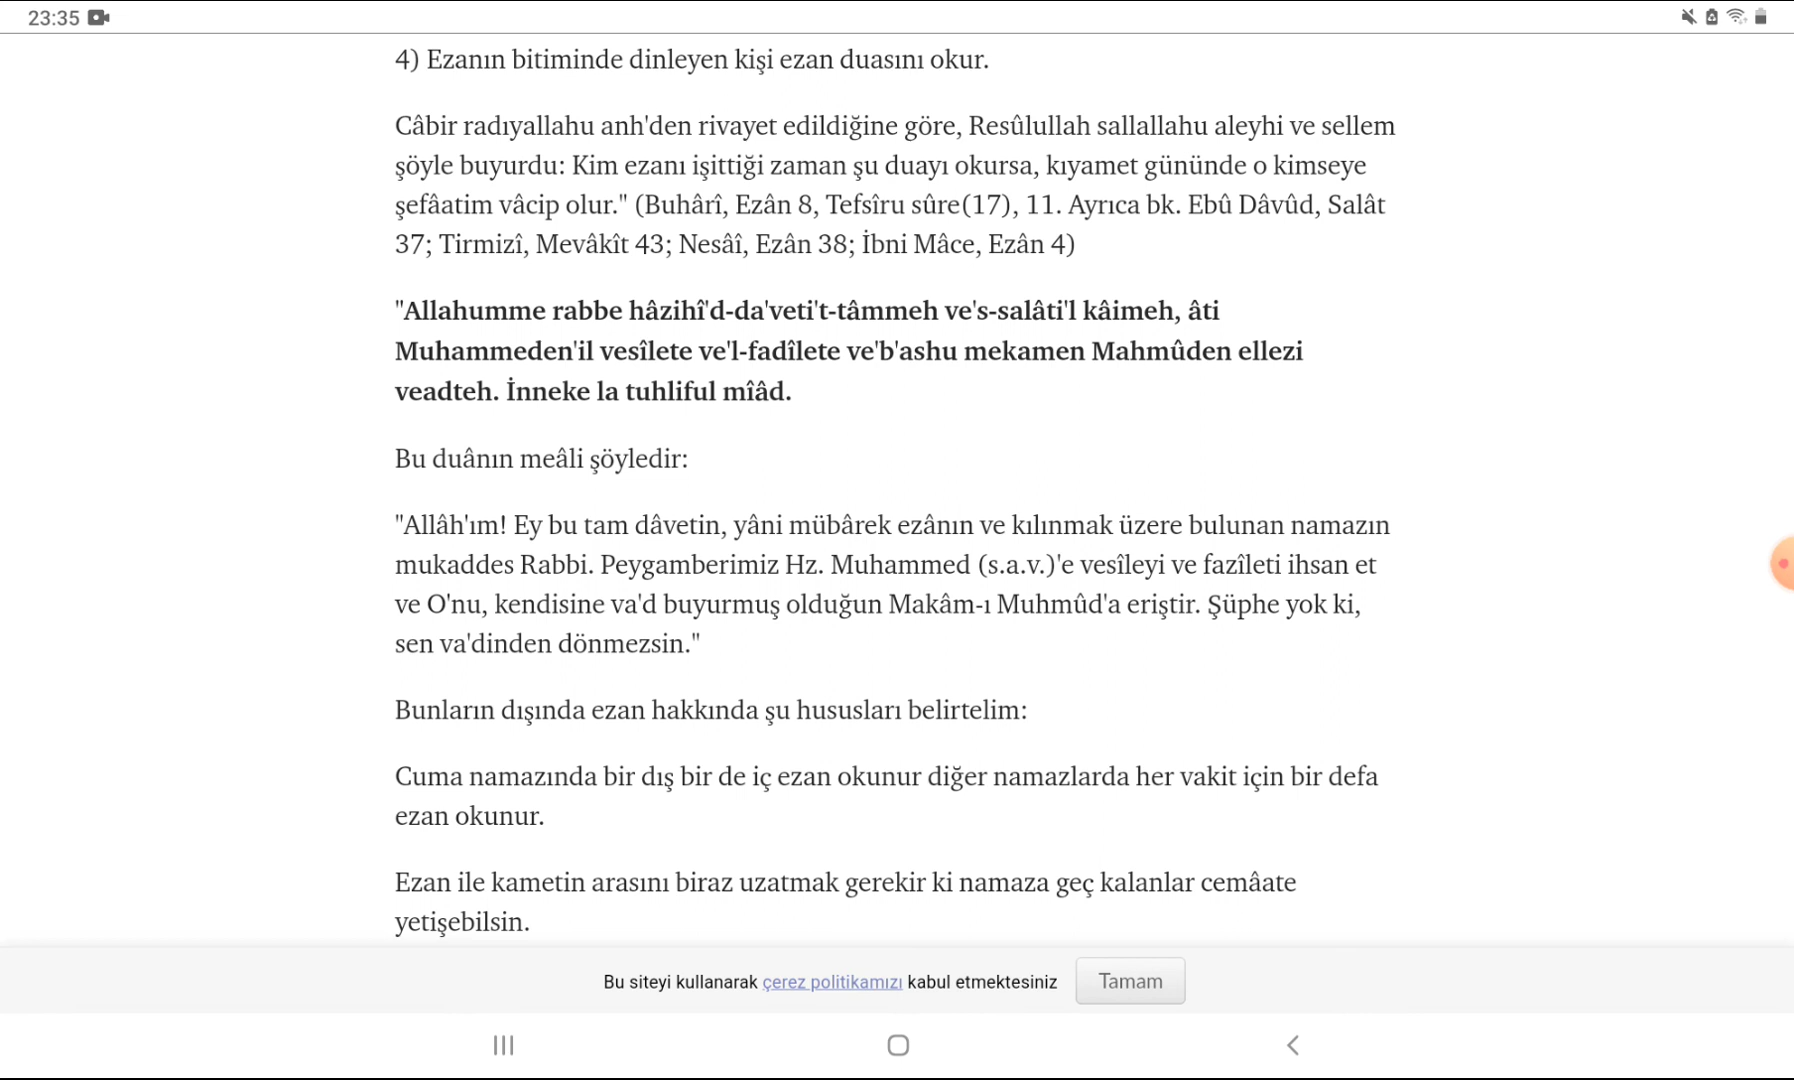 23:35
4) Ezanın bitiminde dinleyen kişi ezan duasını okur.
Câbir radıyallahu anh'den rivayet edildiğine göre, Resûlullah sallallahu aleyhi ve sellem
şöyle buyurdu: Kim ezanı işittiği zaman şu duayı okursa, kıyamet gününde o kimseye
şefâatim vâcip olur." (Buhârî, Ezân 8, Tefsîru sûre(17), 11. Ayrıca bk. Ebû Dâvûd, Salât
37; Tirmizî, Mevâkît 43; Nesâî, Ezân 38; İbni Mâce, Ezân 4)
"Allahumme rabbe hâzihî'd-da'veti't-tâmmeh ve's-salâti'l kâimeh, âti
Muhammeden'il vesîlete ve'l-fadîlete ve'b'ashu mekamen Mahmûden ellezi
veadteh. İnneke la tuhliful mîâd.
Bu duânın meâli şöyledir:
"Allâh'ım! Ey bu tam dâvetin, yâni mübârek ezânın ve kılınmak üzere bulunan namazın
mukaddes Rabbi. Peygamberimiz Hz. Muhammed (s.a.v.)'e vesîleyi ve fazîleti ihsan et
ve O'nu, kendisine va'd buyurmuş olduğun Makâm-ı Muhmûd'a eriştir. Şüphe yok ki,
sen va'dinden dönmezsin."
Bunların dışında ezan hakkında şu hususları belirtelim:
Cuma namazında bir dış bir de iç ezan okunur diğer namazlarda her vakit için bir defa
ezan okunur.
Ezan ile kametin arasını biraz uzatmak gerekir ki namaza geç kalanlar cemâate
yetişebilsin.
Bu siteyi kullanarak çerez politikamızı kabul etmektesiniz Tamam